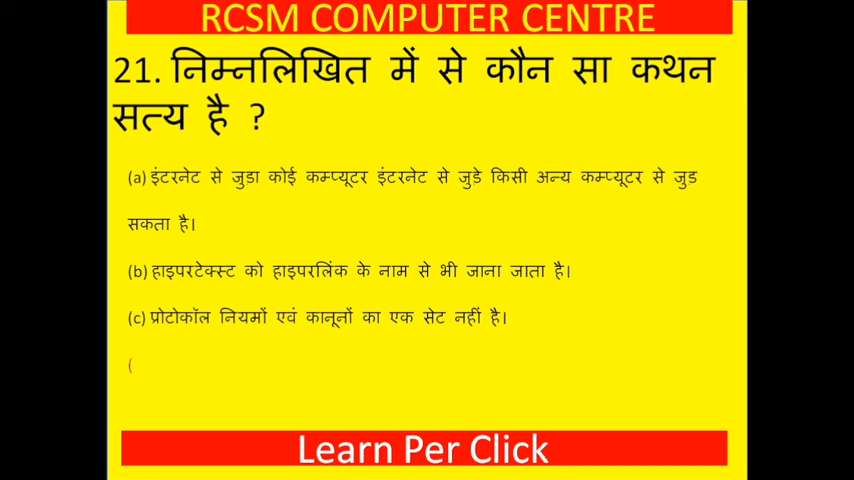 RCSM COMPUTER CENTRE
21. निम्नलिखित में से कौन सा कथन
सत्य है ?
(a) इंटरनेट से जुडा कोई कम्प्यूटर इंटरनेट से जुडे किसी अन्य कम्प्यूटर से जुड
सकता है।
(b) हाइपरटेक्स्ट को हाइपरलिंक के नाम से भी जाना जाता है।
(c) प्रोटोकॉल नियमों एवं कानूनों का एक सेट नहीं है।
(
Learn Per Click